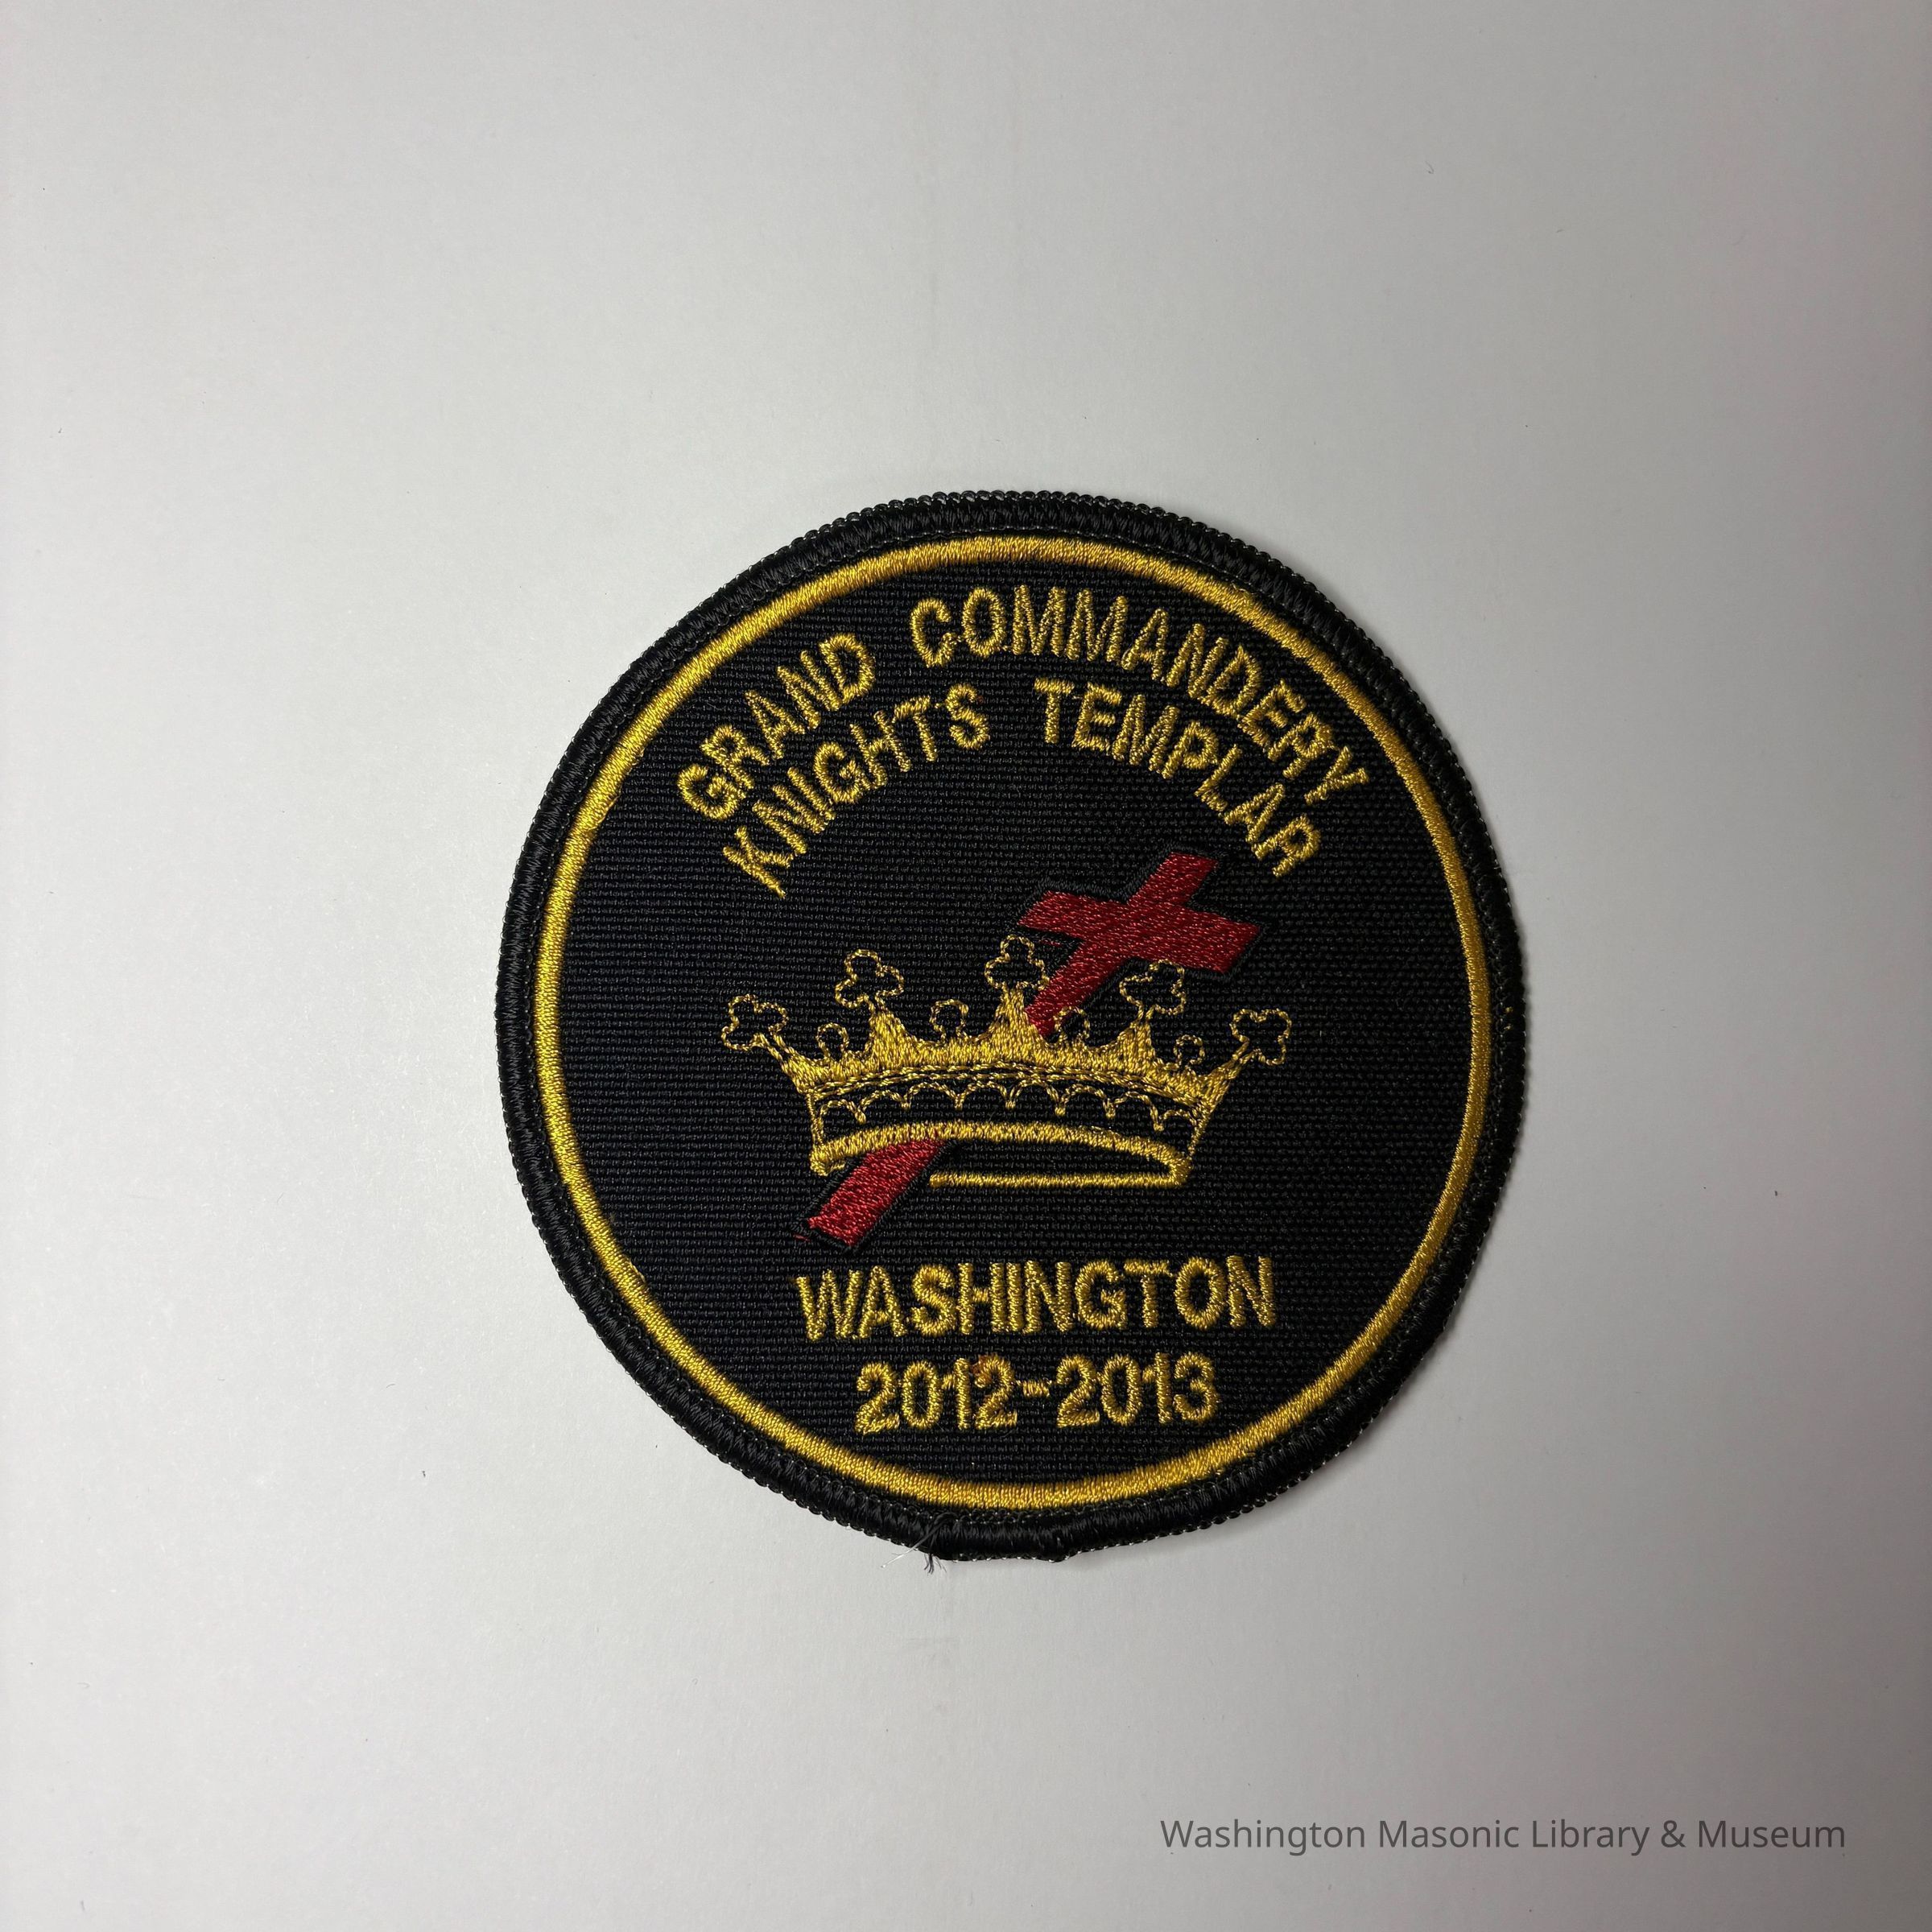 GRAND COMMANDERY
KNIGHTS TEMPLAR
WASHINGTON
2012-2013
Washington Masonic Library & Museum